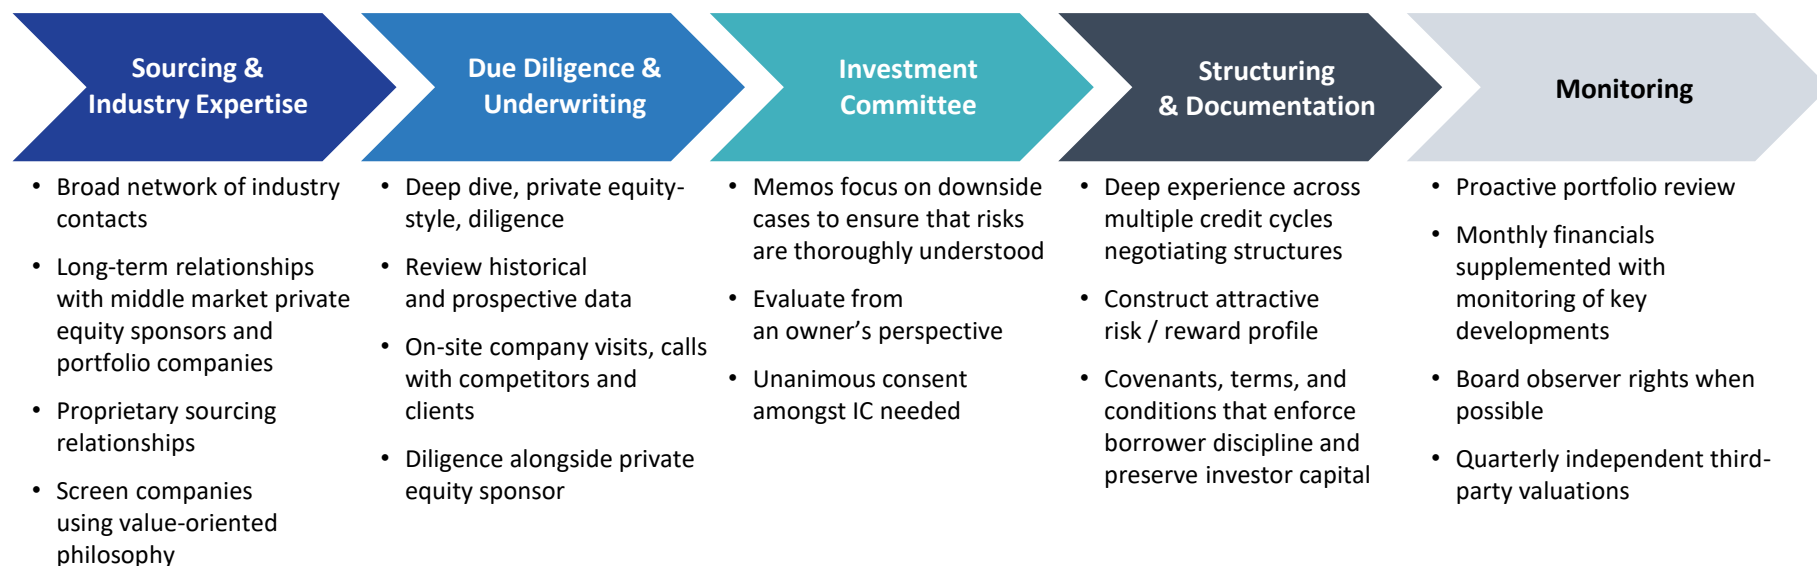 Sourcing &
Industry Expertise
• Broad network of industry
contacts
• Long-term relationships
with middle market private
equity sponsors and
portfolio companies
• Proprietary sourcing
relationships
• Screen companies
using value-oriented
philosophy
Due Diligence &
Underwriting
• Deep dive, private equity-
style, diligence
• Review historical
and prospective data
• On-site company visits, calls
with competitors and
clients
• Diligence alongside private
equity sponsor
Investment
Committee
• Memos focus on downside
cases to ensure that risks
are thoroughly understood
• Evaluate from
an owner’s perspective
• Unanimous consent
amongst IC needed
Structuring
& Documentation
• Deep experience across
multiple credit cycles
negotiating structures
• Construct attractive
risk / reward profile
• Covenants, terms, and
conditions that enforce
borrower discipline and
preserve investor capital
Monitoring
• Proactive portfolio review
• Monthly financials
supplemented with
monitoring of key
developments
• Board observer rights when
possible
• Quarterly independent third-
party valuations